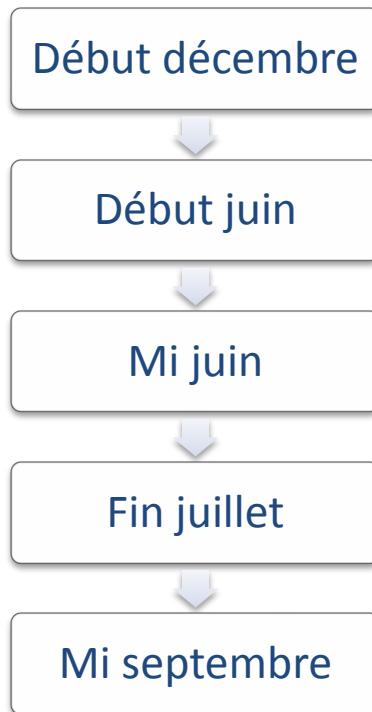 Début décembre
Début juin
Mi juin
Fin juillet
Mi septembre